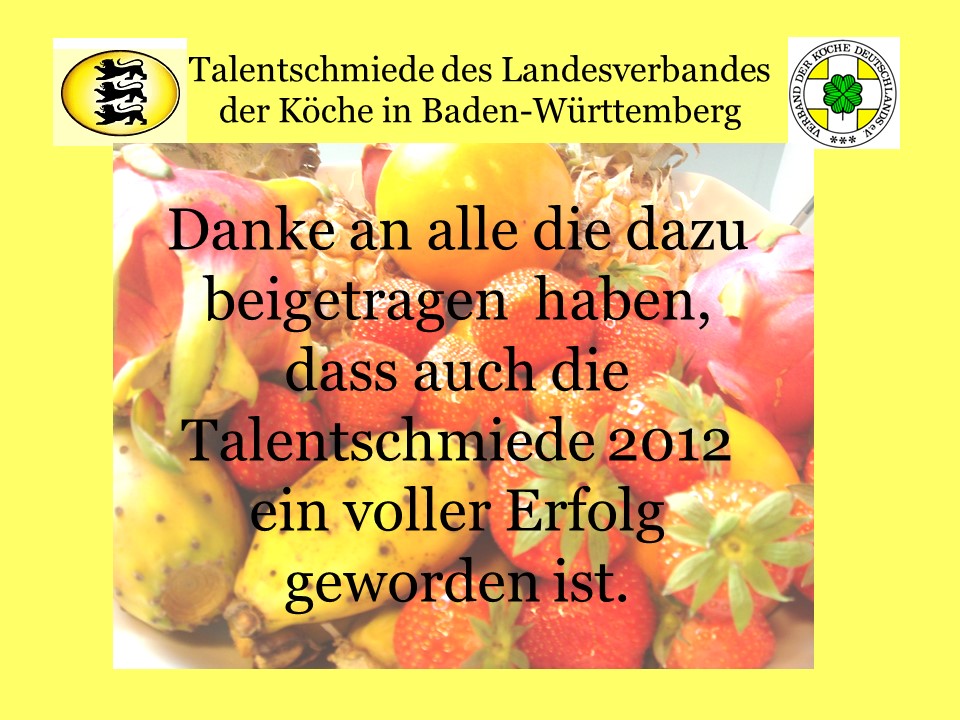 Talentschmiede des Landesverbandes
der Köche in Baden-Württemberg
VERBAND DER KÖCHE DEUTSCHLANDS e.V.
***
Danke an alle die dazu
beigetragen  haben,
dass auch die
Talentschmiede 2012
ein voller Erfolg
geworden ist.